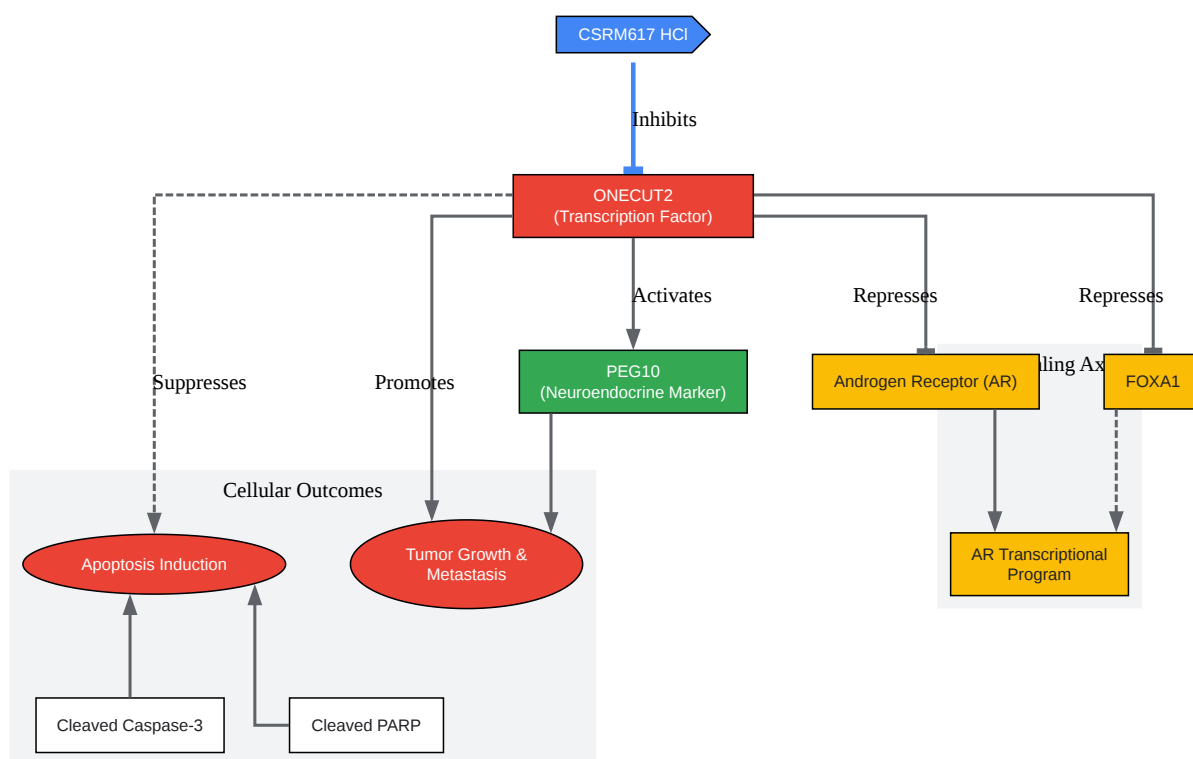 CSRM617 HCl
Inhibits
ONECUT2
(Transcription Factor)
Activates
Represses
Represses
Suppresses
Promotes
PEG10
(Neuroendocrine Marker)
Androgen Receptor (AR)
FOXA1
Cellular Outcomes
Apoptosis Induction
Tumor Growth &
Metastasis
AR Transcriptional
Program
Cleaved Caspase-3
Cleaved PARP